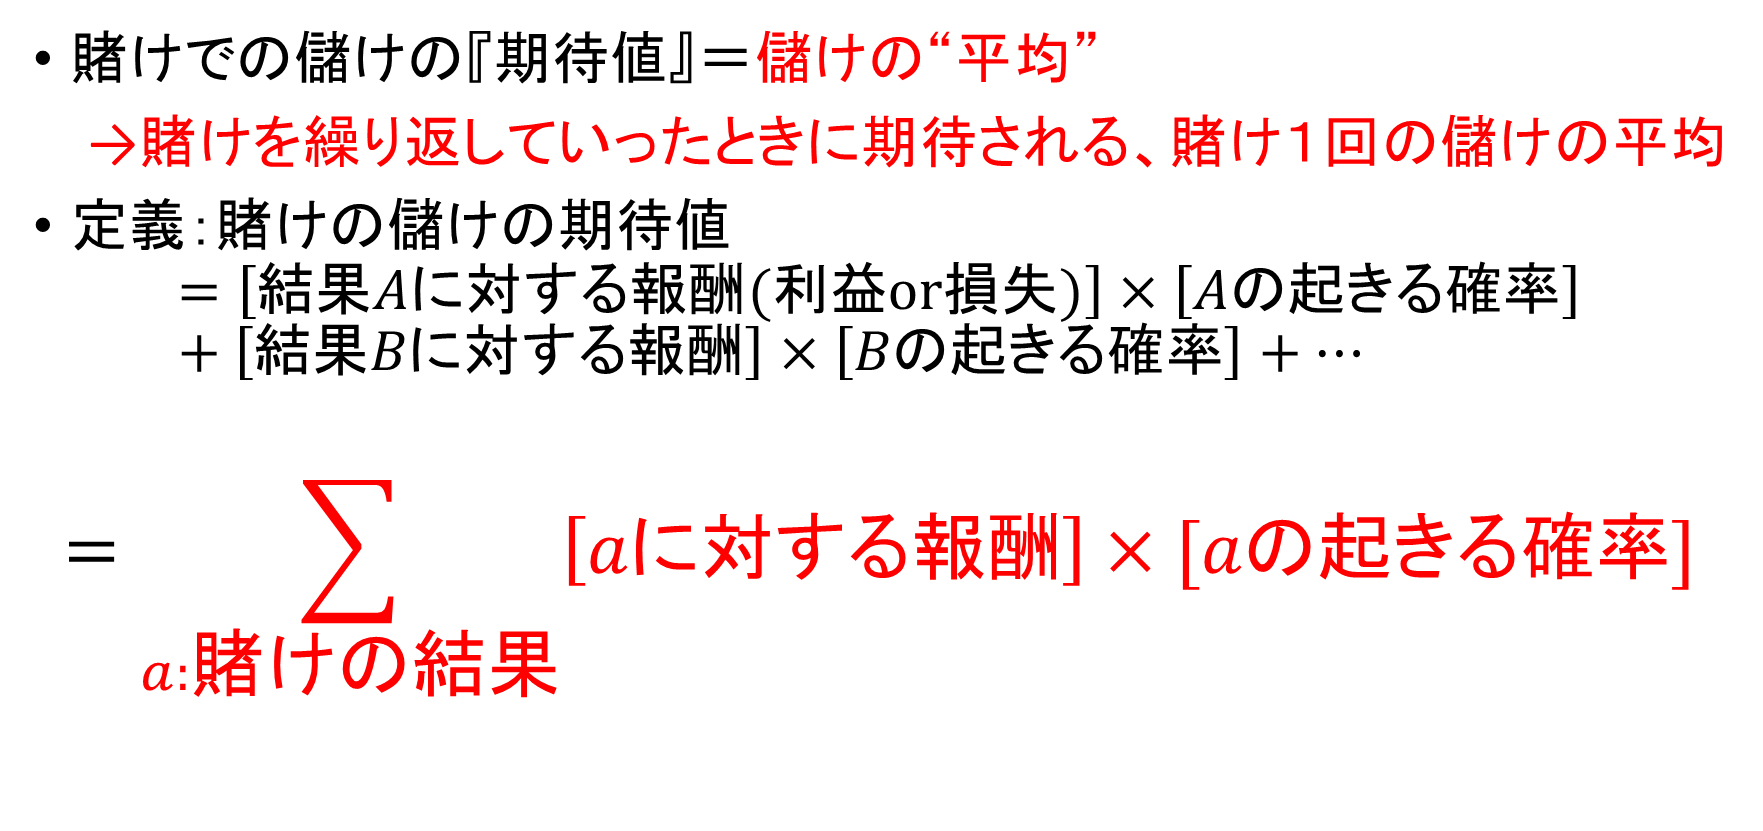 • 賭けでの儲けの『期待値』＝儲けの“平均”
→賭けを繰り返していったときに期待される、賭け１回の儲けの平均
• 定義：賭けの儲けの期待値
= [結果Aに対する報酬(利益or損失)] × [Aの起きる確率]
+ [結果Bに対する報酬] × [Bの起きる確率] + ⋯
= ∑ [aに対する報酬] × [aの起きる確率]
a:賭けの結果